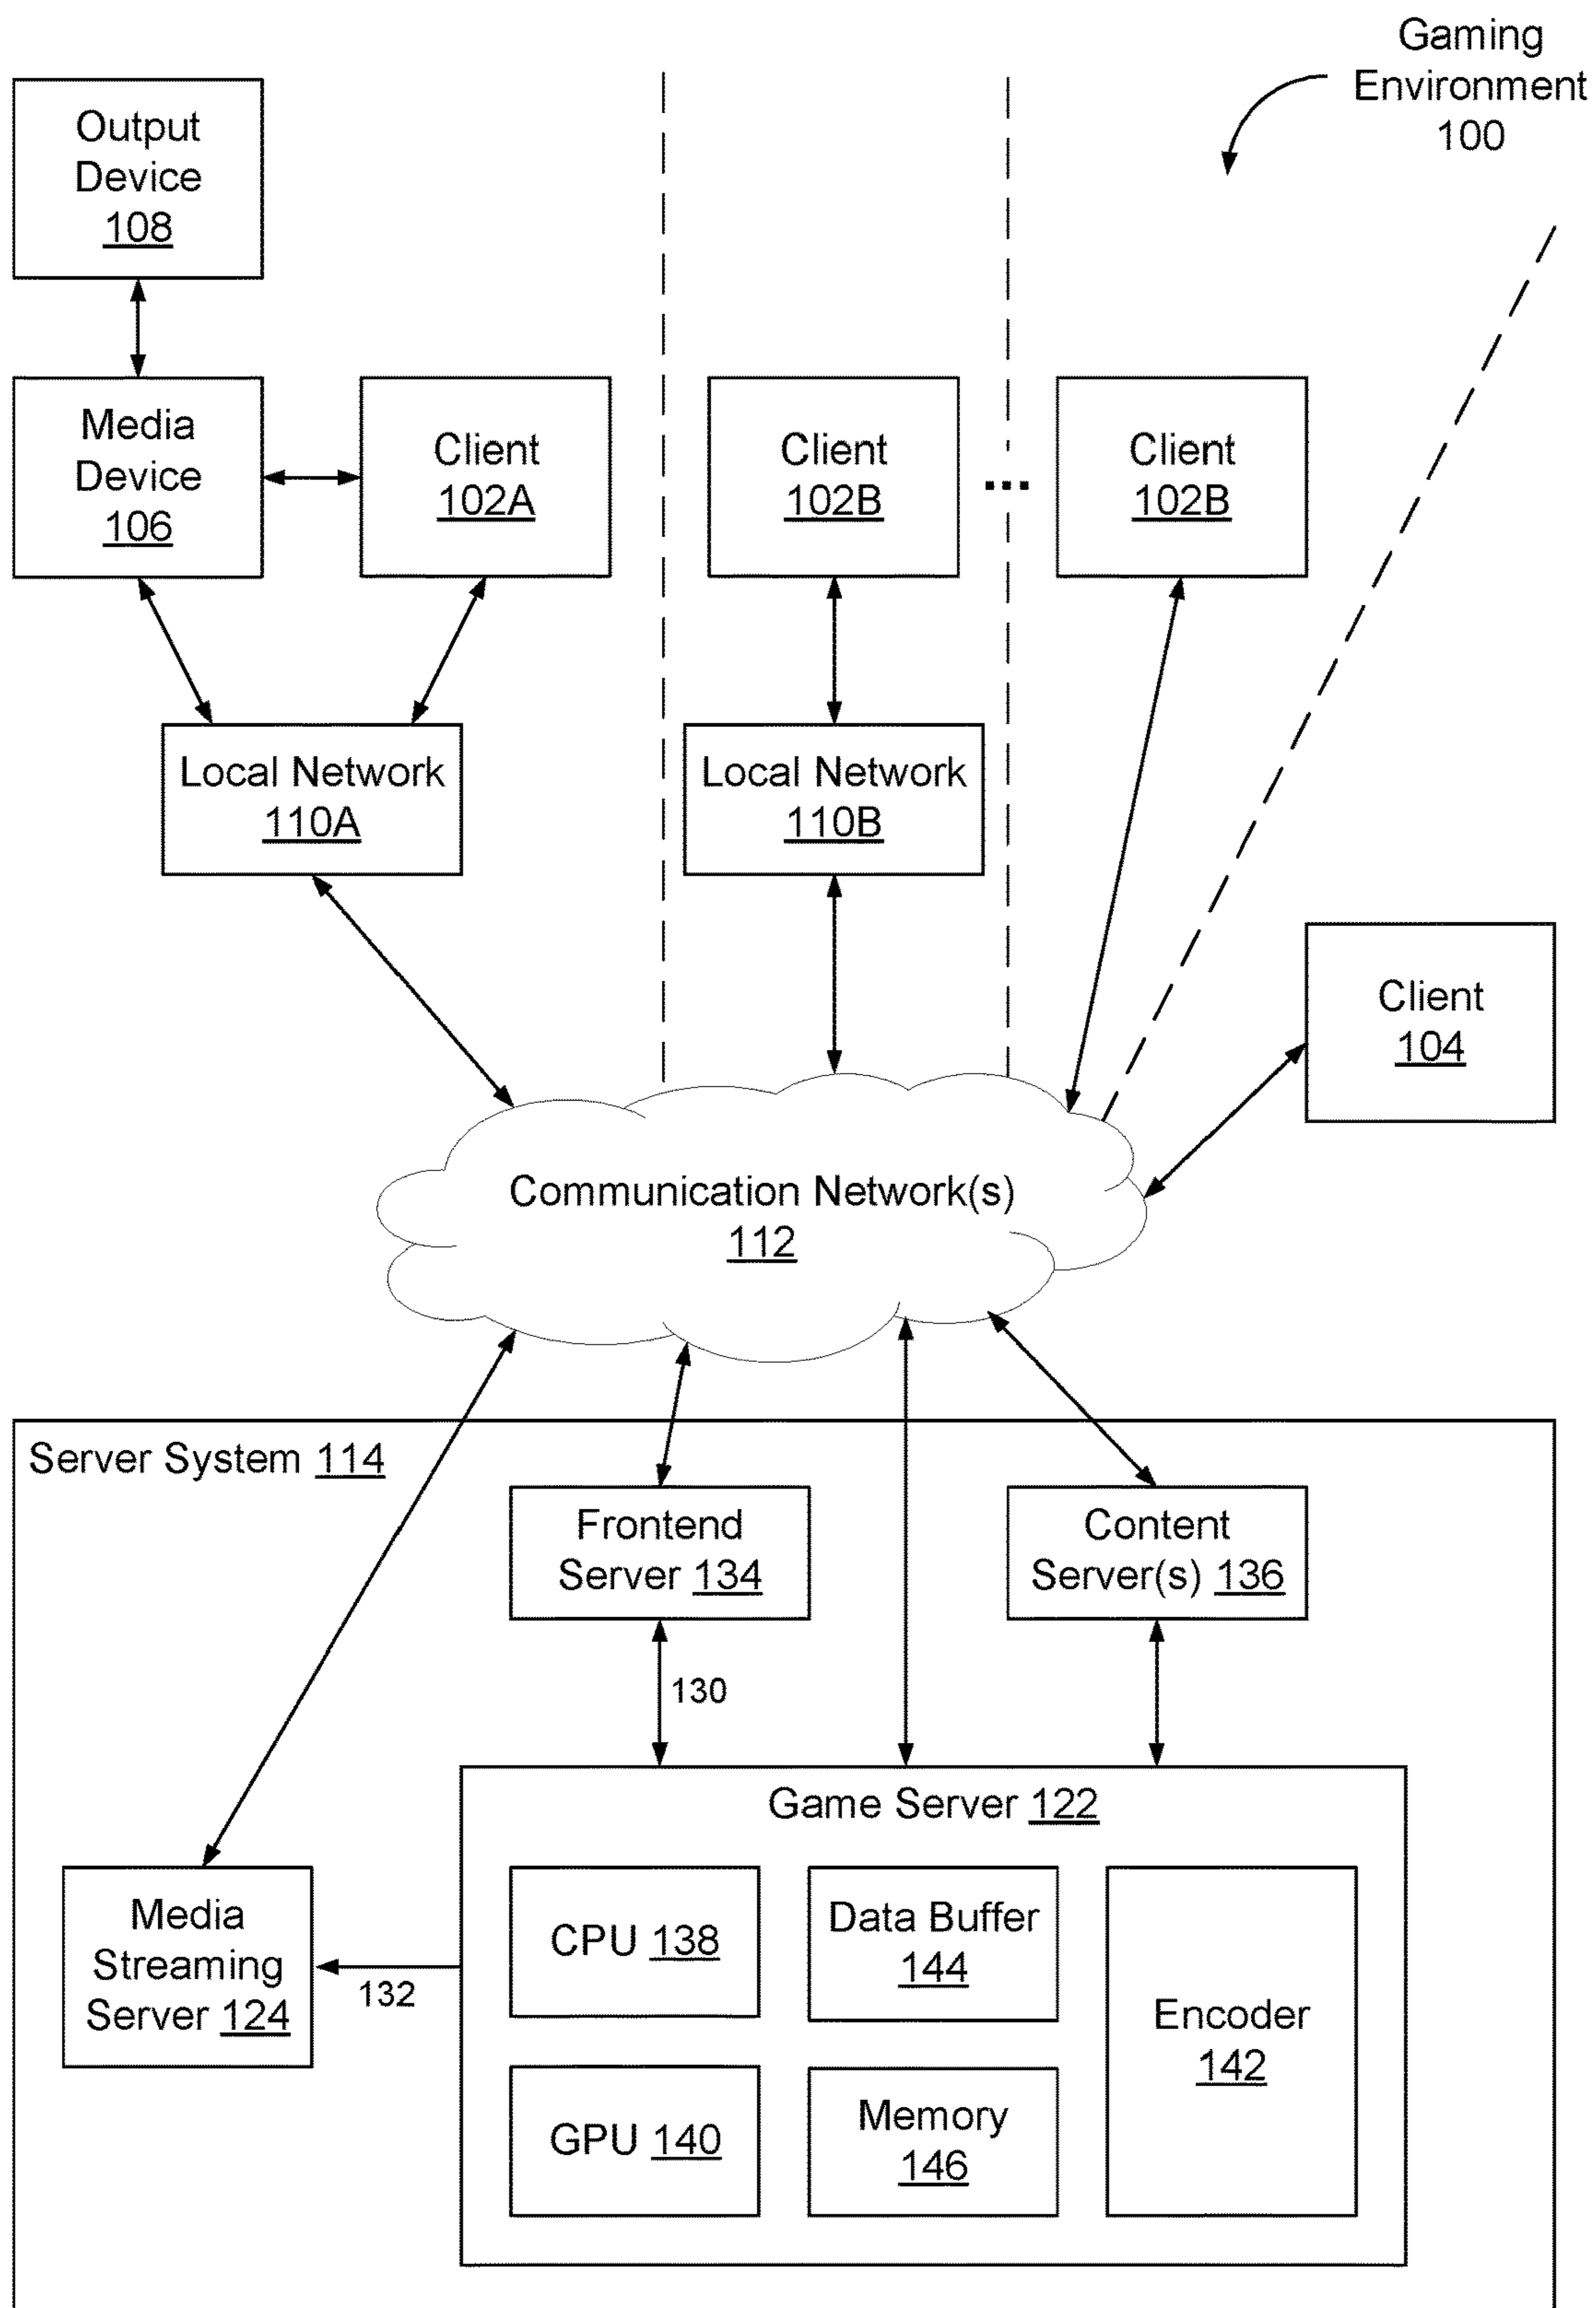 Gaming
Environment
100
Output
Device
108
Media
Device
106
Client
102A
Client
102B
...
Client
102B
Local Network
110A
Local Network
110B
Client
104
Communication Network(s)
112
Server System 114
Frontend
Server 134
Content
Server(s) 136
130
Game Server 122
Media
Streaming
Server 124
132
CPU 138
Data Buffer
144
Encoder
142
GPU 140
Memory
146